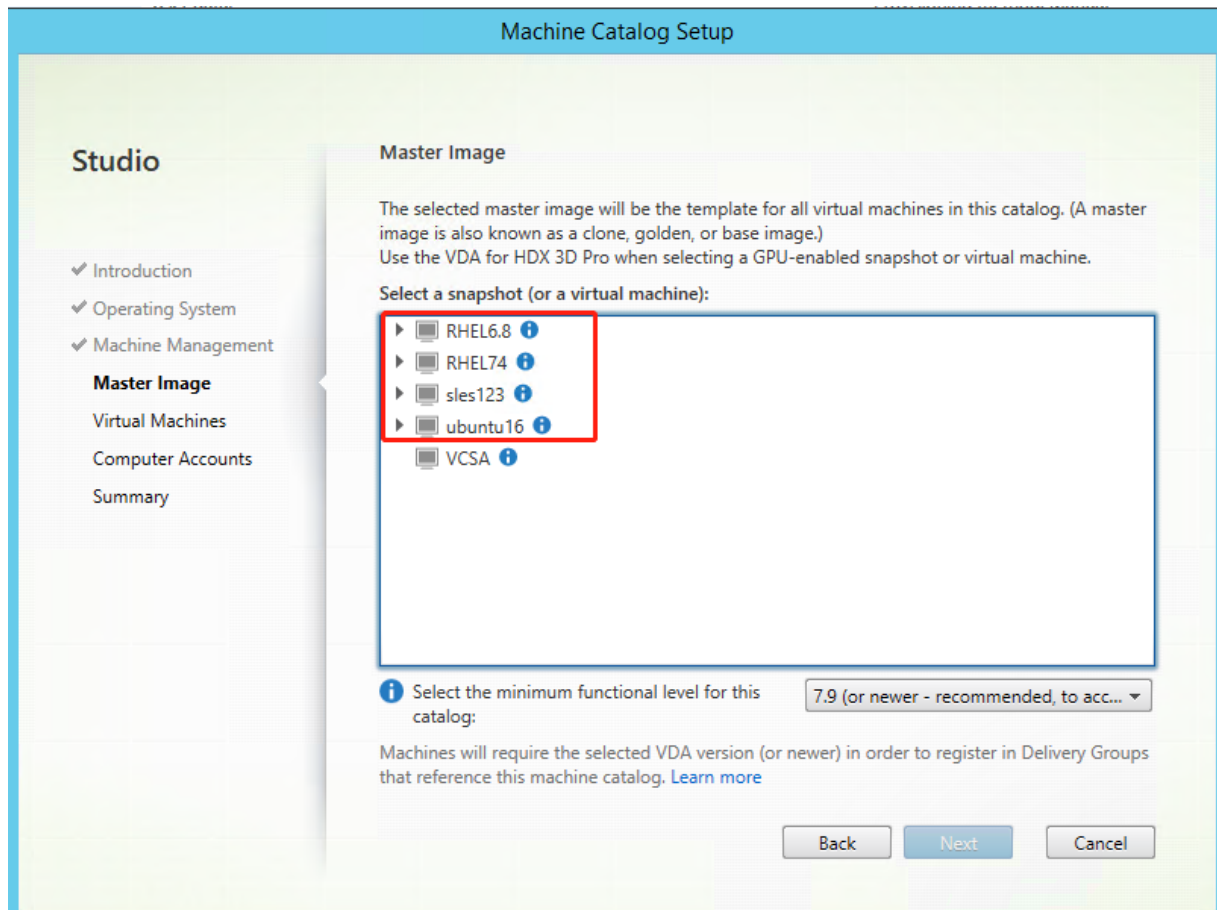 Machine Catalog Setup
Studio
Introduction
Operating System
Machine Management
Master Image
Virtual Machines
Computer Accounts
Summary
Master Image
The selected master image will be the template for all virtual machines in this catalog. (A master
image is also known as a clone, golden, or base image.)
Use the VDA for HDX 3D Pro when selecting a GPU-enabled snapshot or virtual machine.
Select a snapshot (or a virtual machine):
RHEL6.8
RHEL74
sles123
ubuntu16
VCSA
Select the minimum functional level for this
catalog:
7.9 (or newer - recommended, to acc...
Machines will require the selected VDA version (or newer) in order to register in Delivery Groups
that reference this machine catalog. Learn more
Back
Next
Cancel